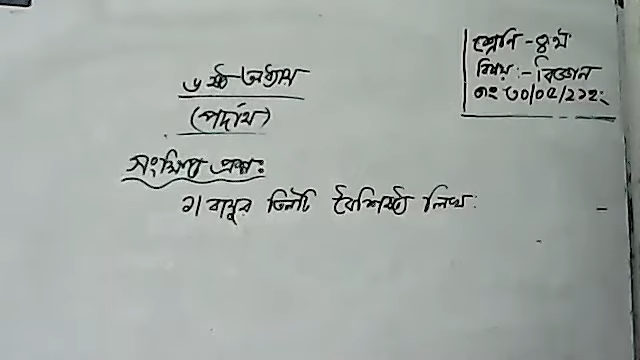 শ্রেণি - ৪র্থ
বিষয় :- বিজ্ঞান
৬ষ্ঠ অধ্যায়
(পদার্থ)
সংক্ষিপ্ত প্রশ্ন:
১। বায়ুর তিনটি বৈশিষ্ট্য লিখ: